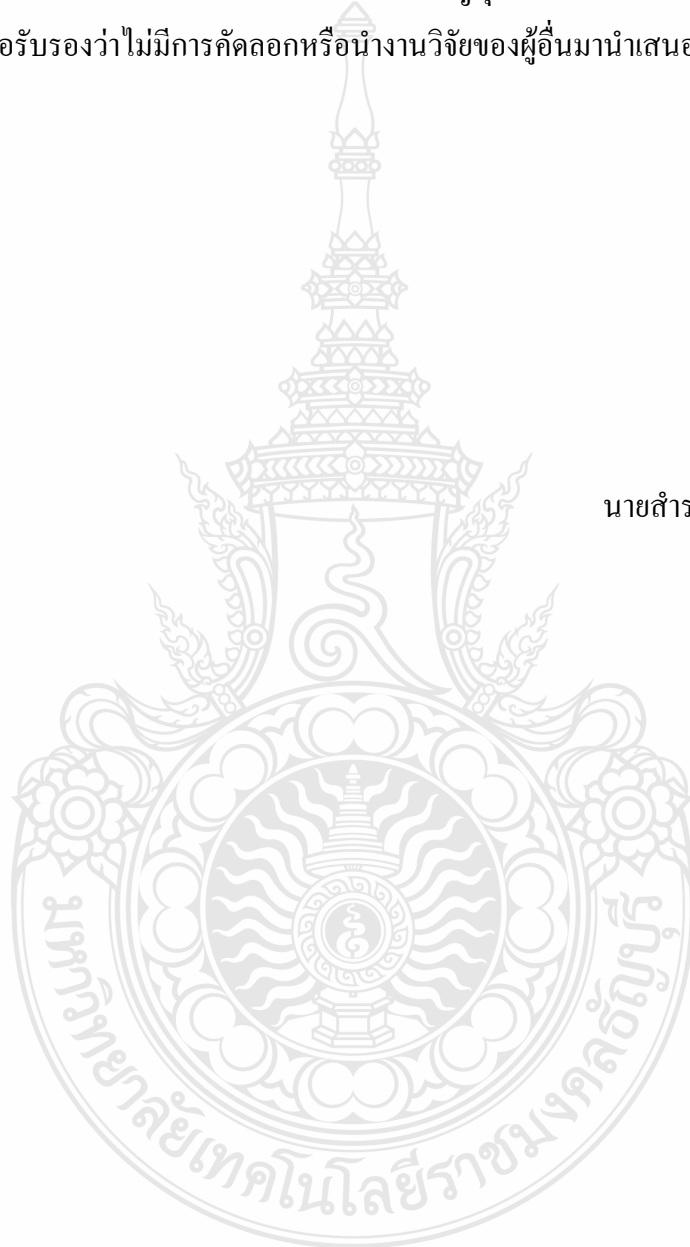 อรับรองว่าไม่มีการคัดลอกหรือนำงานวิจัยของผู้อื่นมานำเสนอ
นายสำร
มหาวิทยาลัยเทคโนโลยีราชมงคลธัญบุรี